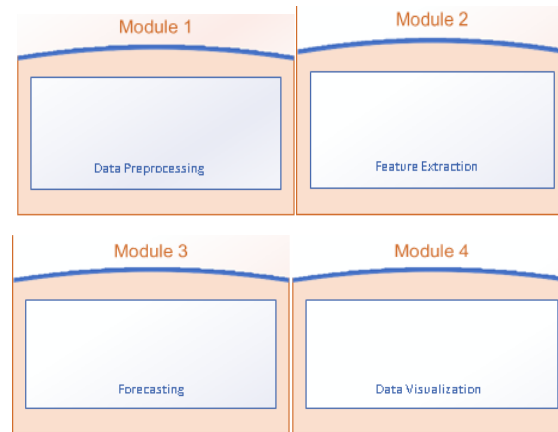 Module 1
Data Preprocessing
Module 2
Feature Extraction
Module 3
Forecasting
Module 4
Data Visualization